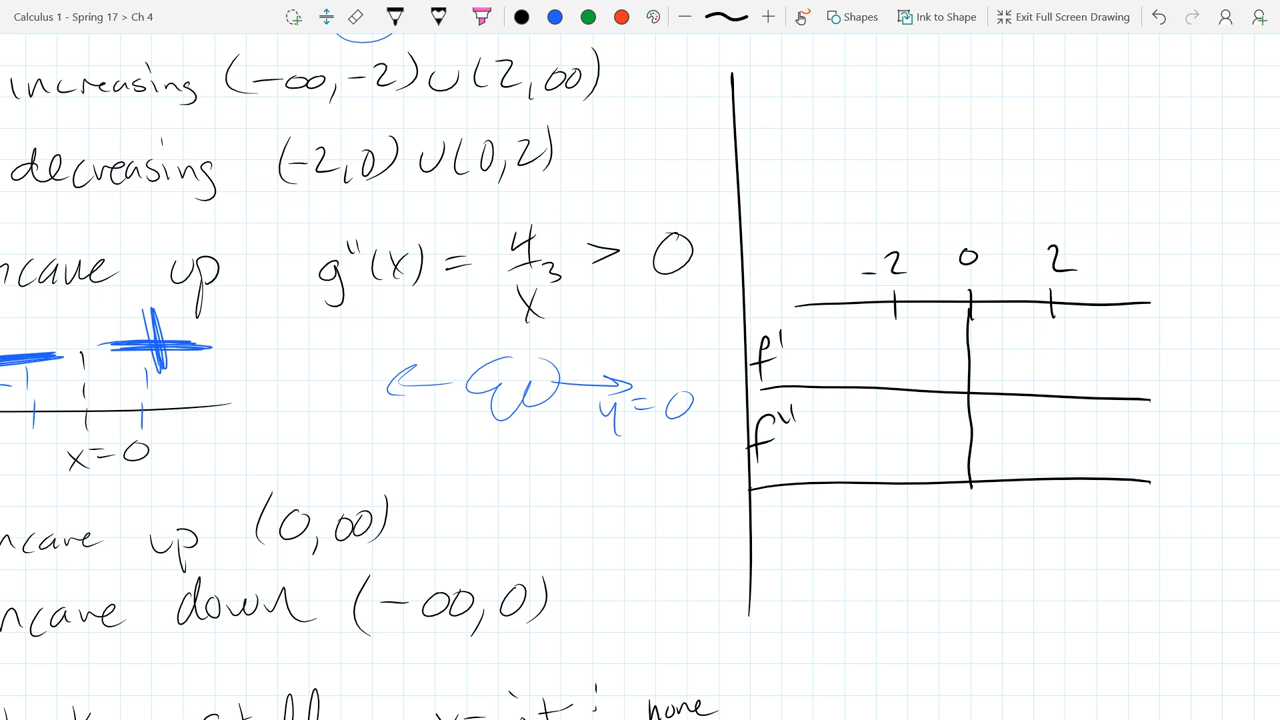 Calculus 1 - Spring 17 > Ch 4
Shapes
Ink to Shape
Exit Full Screen Drawing
increasing (-∞, -2) ∪ (2, ∞)
decreasing (-2, 0) ∪ (0, 2)
ncave up g''(x) = 4/x³ > 0
-1
x = 0
y = 0
ncave up (0, ∞)
ncave down (-∞, 0)
-2 0 2
f'
f''
x-int: none